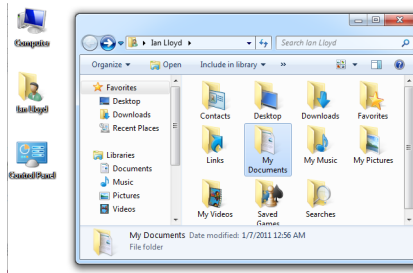 Computer
Ian Lloyd
Control Panel
Ian Lloyd
Search Ian Lloyd
Organize
Open
Include in library
»
Favorites
Desktop
Downloads
Recent Places
Libraries
Documents
Music
Pictures
Videos
Contacts
Desktop
Downloads
Favorites
Links
My
Documents
My Music
My Pictures
My Videos
Saved
Games
Searches
My Documents Date modified: 1/7/2011 12:56 AM
File folder